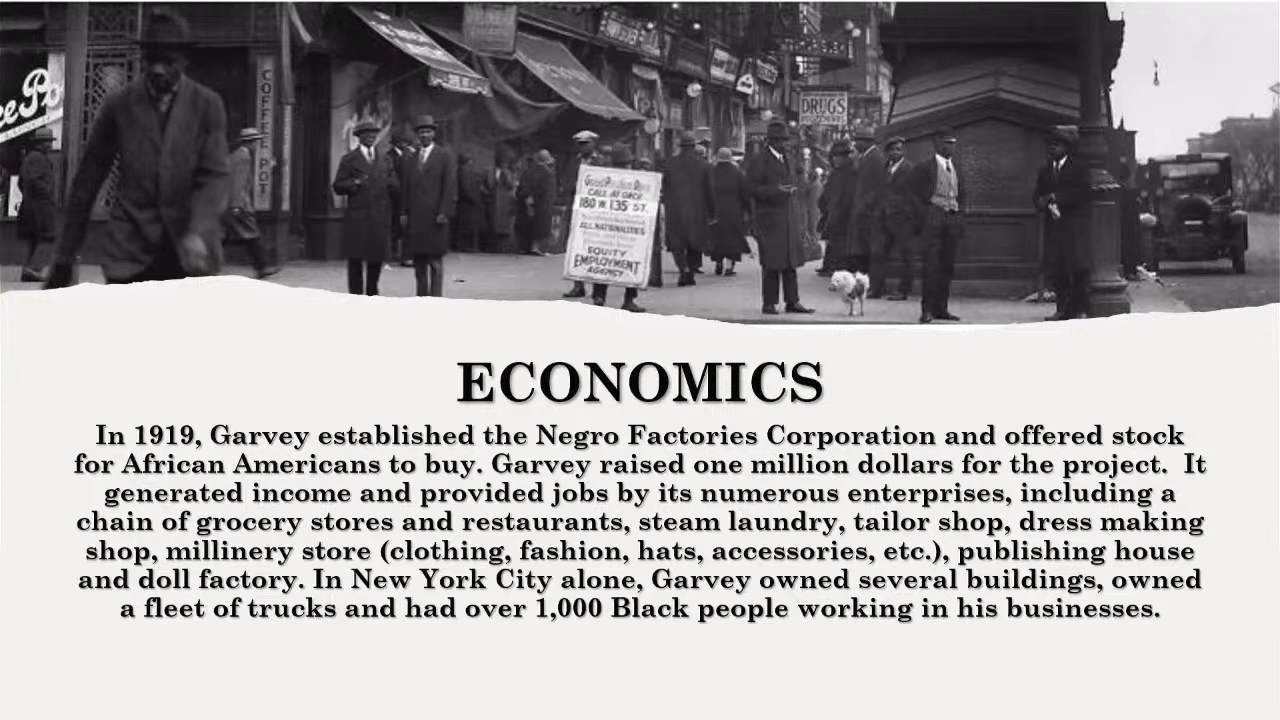 COFFEE POT
DRUGS
CALL AT ONCE
180 W 135 ST.
ALL NATIONALITIES
EQUITY
EMPLOYMENT
AGENCY
ECONOMICS
In 1919, Garvey established the Negro Factories Corporation and offered stock
for African Americans to buy. Garvey raised one million dollars for the project.  It
generated income and provided jobs by its numerous enterprises, including a
chain of grocery stores and restaurants, steam laundry, tailor shop, dress making
shop, millinery store (clothing, fashion, hats, accessories, etc.), publishing house
and doll factory. In New York City alone, Garvey owned several buildings, owned
a fleet of trucks and had over 1,000 Black people working in his businesses.